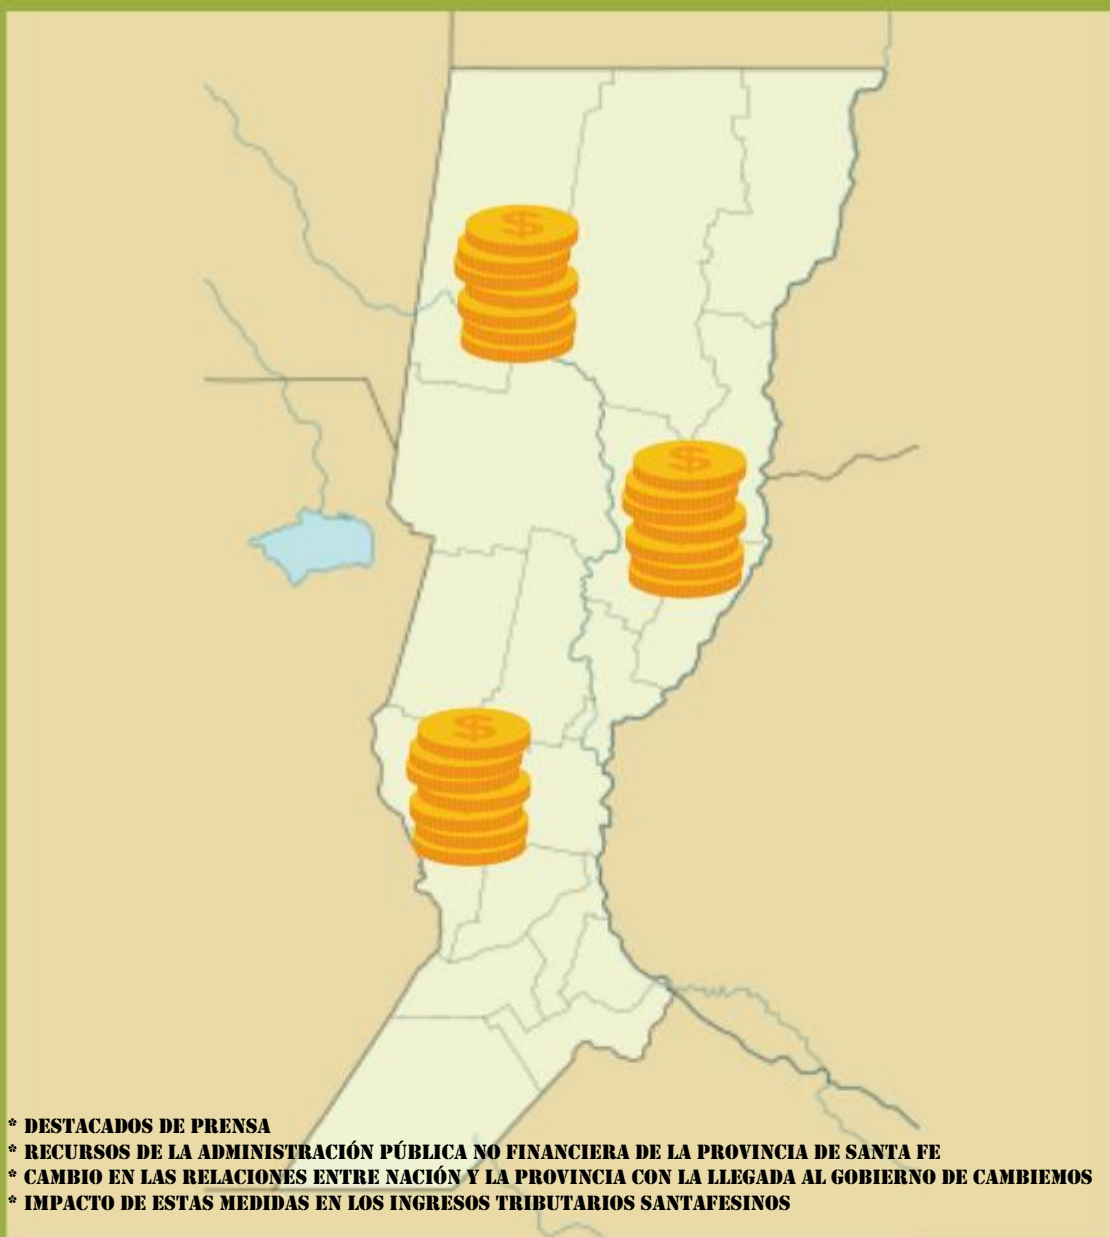 $
$
$
* DESTACADOS DE PRENSA
* RECURSOS DE LA ADMINISTRACIÓN PÚBLICA NO FINANCIERA DE LA PROVINCIA DE SANTA FE
* CAMBIO EN LAS RELACIONES ENTRE NACIÓN Y LA PROVINCIA CON LA LLEGADA AL GOBIERNO DE CAMBIEMOS
* IMPACTO DE ESTAS MEDIDAS EN LOS INGRESOS TRIBUTARIOS SANTAFESINOS